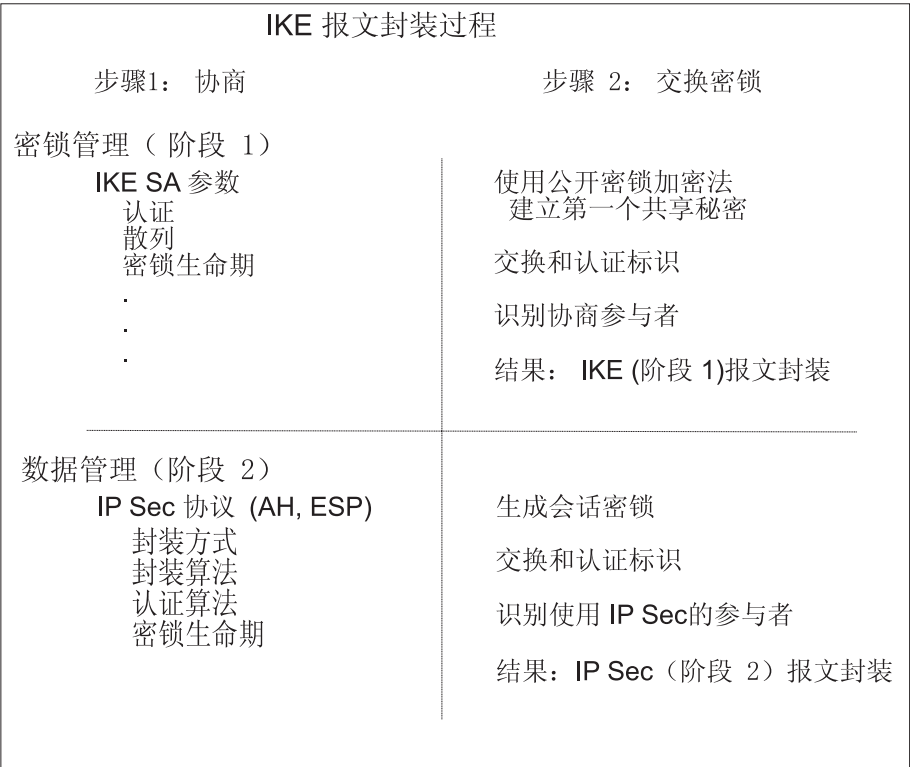 IKE 报文封装过程
步骤1： 协商
步骤 2： 交换密锁
密锁管理（ 阶段 1）
IKE SA 参数
认证
散列
密锁生命期
.
.
.
使用公开密锁加密法
建立第一个共享秘密
交换和认证标识
识别协商参与者
结果： IKE (阶段 1)报文封装
数据管理（阶段 2）
IP Sec 协议 (AH, ESP)
封装方式
封装算法
认证算法
密锁生命期
生成会话密锁
交换和认证标识
识别使用 IP Sec的参与者
结果：IP Sec（阶段 2）报文封装